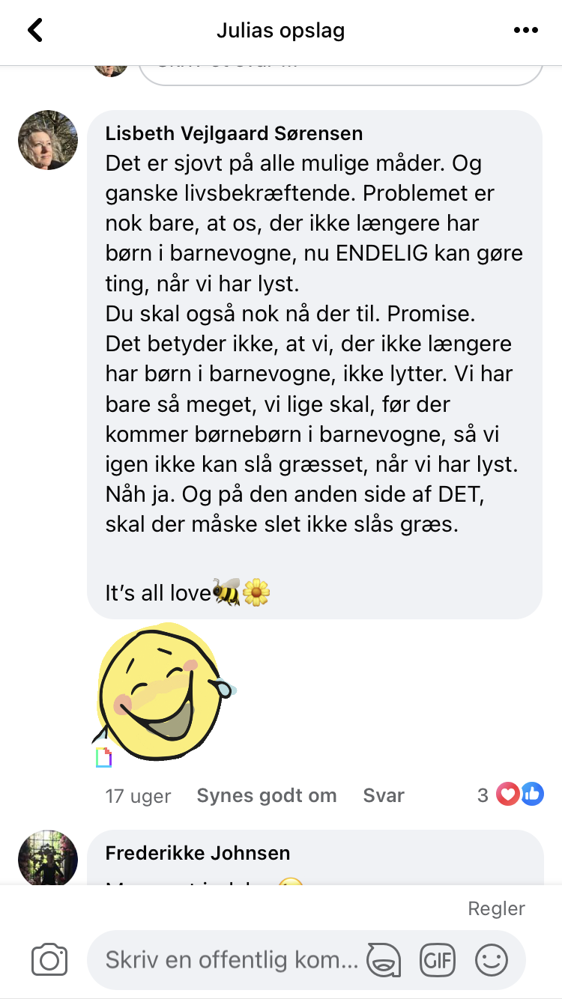 Julias opslag
Lisbeth Vejlgaard Sørensen
Det er sjovt på alle mulige måder. Og
ganske livsbekræftende. Problemet er
nok bare, at os, der ikke længere har
børn i barnevogne, nu ENDELIG kan gøre
ting, når vi har lyst.
Du skal også nok nå der til. Promise.
Det betyder ikke, at vi, der ikke længere
har børn i barnevogne, ikke lytter. Vi har
bare så meget, vi lige skal, før der
kommer børnebørn i barnevogne, så vi
igen ikke kan slå græsset, når vi har lyst.
Nåh ja. Og på den anden side af DET,
skal der måske slet ikke slås græs.
It's all love🐝🌼
17 uger Synes godt om Svar 3
Frederikke Johnsen
Regler
Skriv en offentlig kom... GIF